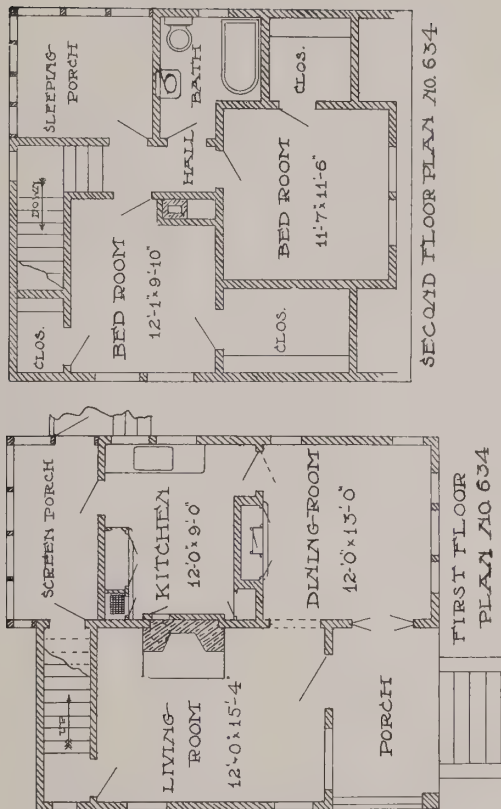 SLEEPING
PORCH
DOWN
CLOS.
BED ROOM
12'-1"x 9'-10"
HALL
BATH
CLOS.
BED ROOM
11'-7"x 11'-6"
CLOS.
SECOND FLOOR PLAN NO. 634
SCREEN PORCH
UP
KITCHEN
12'-0"x 9'-0"
LIVING
ROOM
12'-0"x 15'-4"
DINING-ROOM
12'-0"x 13'-0"
PORCH
FIRST FLOOR
PLAN NO 634